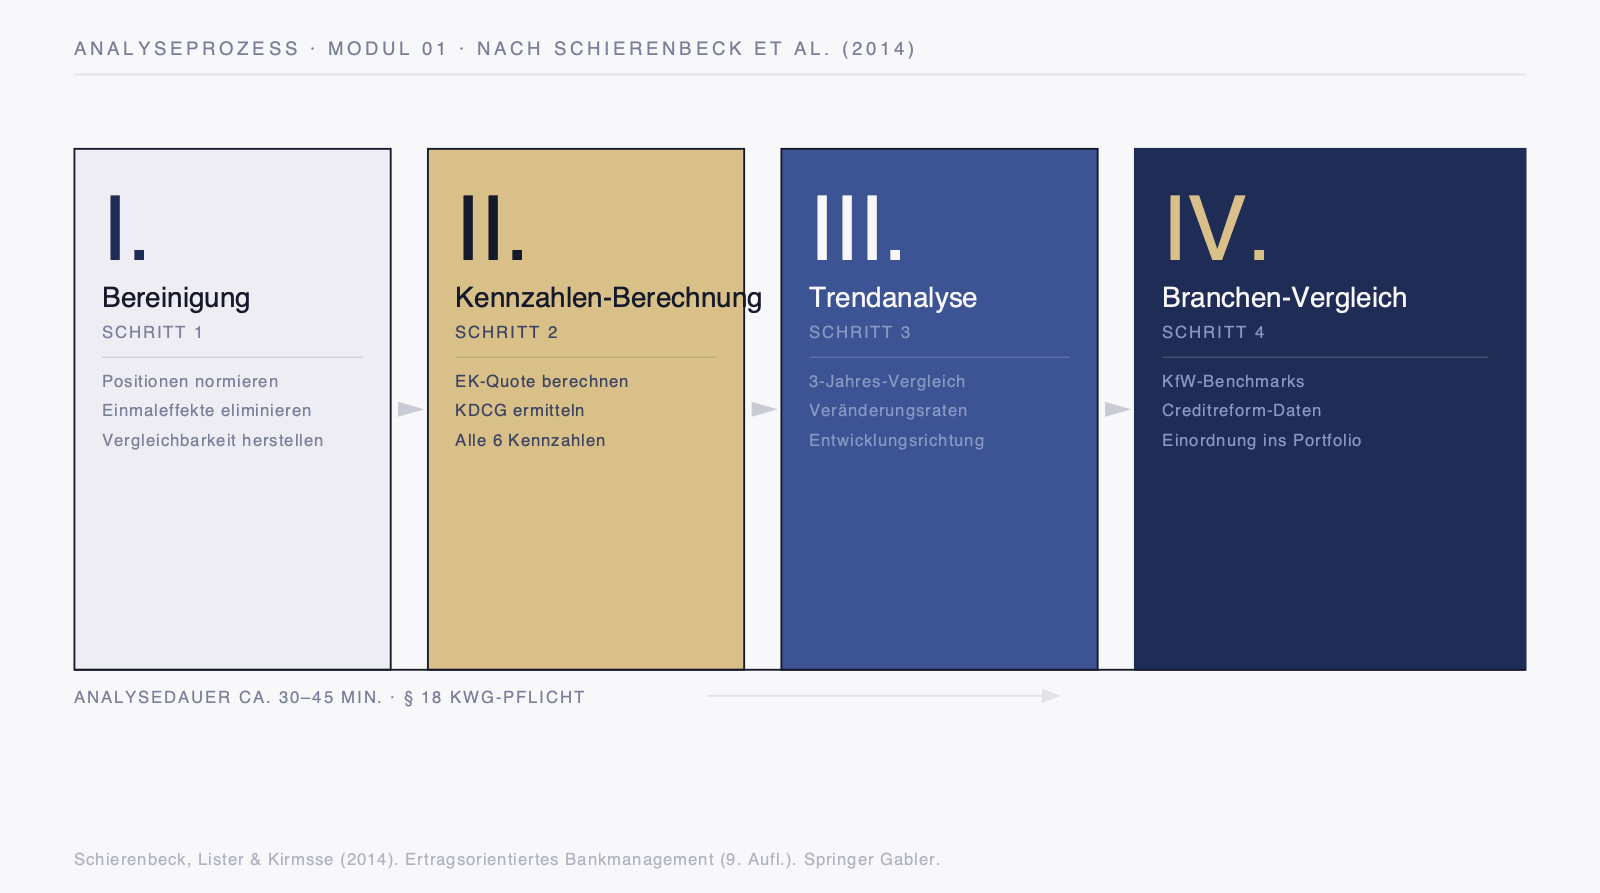 ANALYSEPROZESS · MODUL 01 · NACH SCHIERENBECK ET AL. (2014)
I.
Bereinigung
SCHRITT 1
Positionen normieren
Einmaleffekte eliminieren
Vergleichbarkeit herstellen
II.
Kennzahlen-Berechnung
SCHRITT 2
EK-Quote berechnen
KDCG ermitteln
Alle 6 Kennzahlen
III.
Trendanalyse
SCHRITT 3
3-Jahres-Vergleich
Veränderungsraten
Entwicklungsrichtung
IV.
Branchen-Vergleich
SCHRITT 4
KfW-Benchmarks
Creditreform-Daten
Einordnung ins Portfolio
ANALYSEDAUER CA. 30–45 MIN. · § 18 KWG-PFLICHT
Schierenbeck, Lister & Kirmsse (2014). Ertragsorientiertes Bankmanagement (9. Aufl.). Springer Gabler.